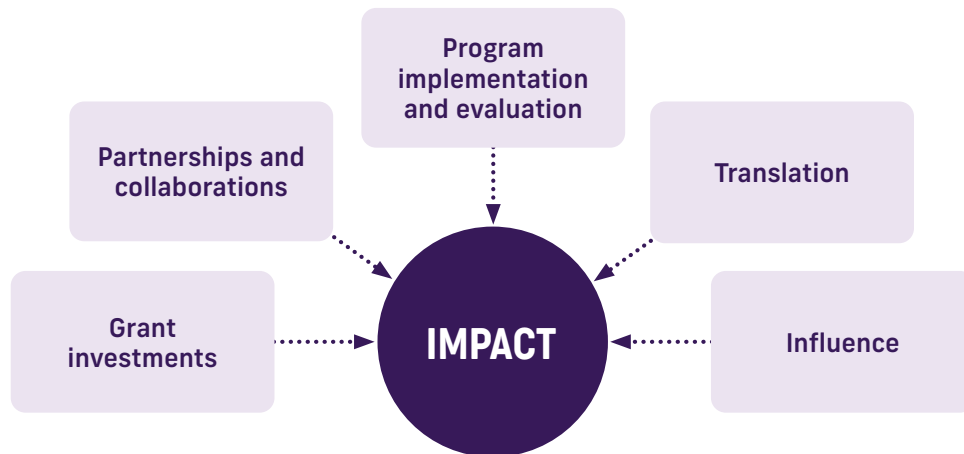 Program
implementation
and evaluation
Partnerships and
collaborations
Translation
Grant
investments
IMPACT
Influence